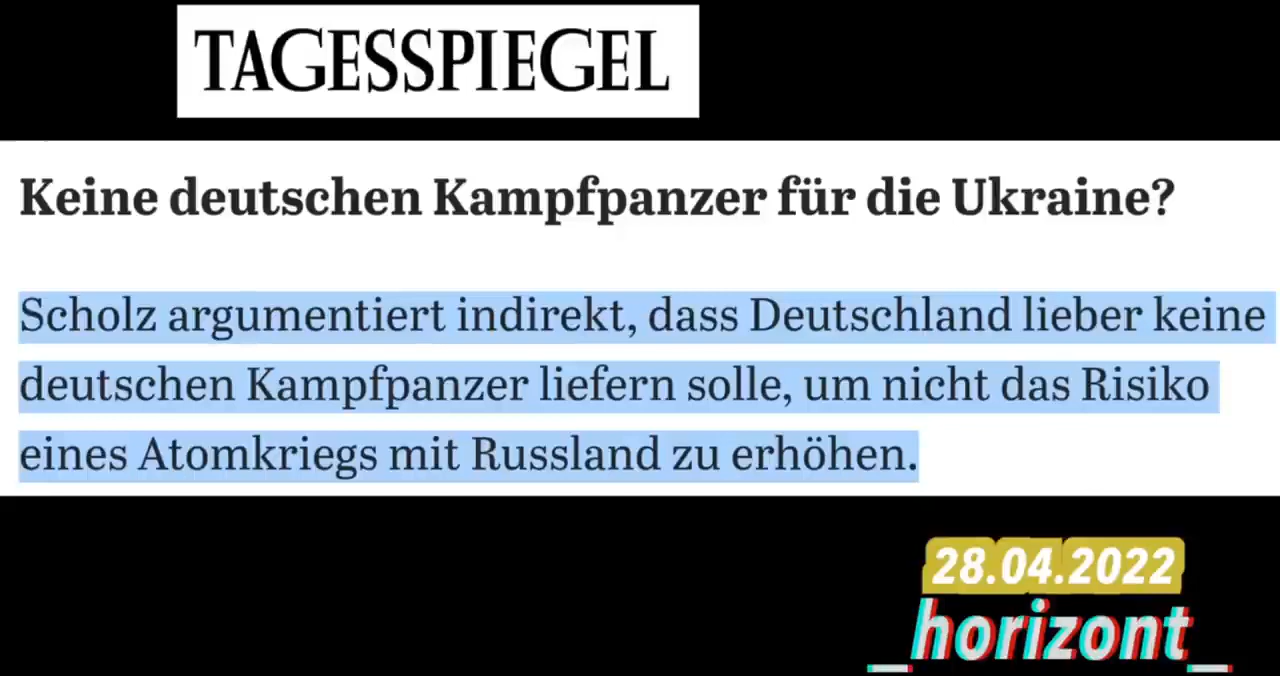 TAGESSPIEGEL
Keine deutschen Kampfpanzer für die Ukraine?
Scholz argumentiert indirekt, dass Deutschland lieber keine
deutschen Kampfpanzer liefern solle, um nicht das Risiko
eines Atomkriegs mit Russland zu erhöhen.
28.04.2022
_horizont_